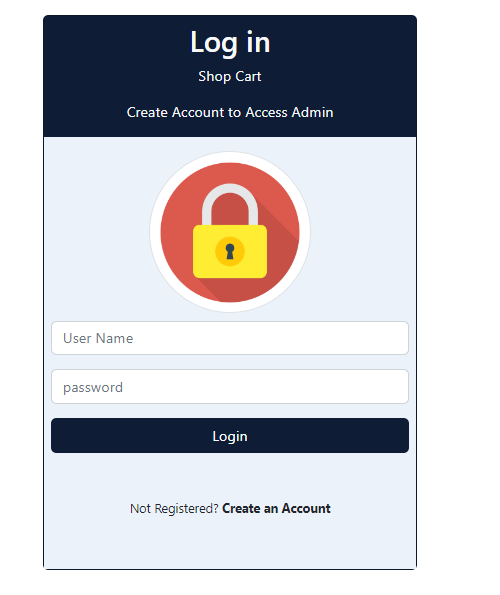 Log in
Shop Cart
Create Account to Access Admin
User Name
password
Login
Not Registered? Create an Account